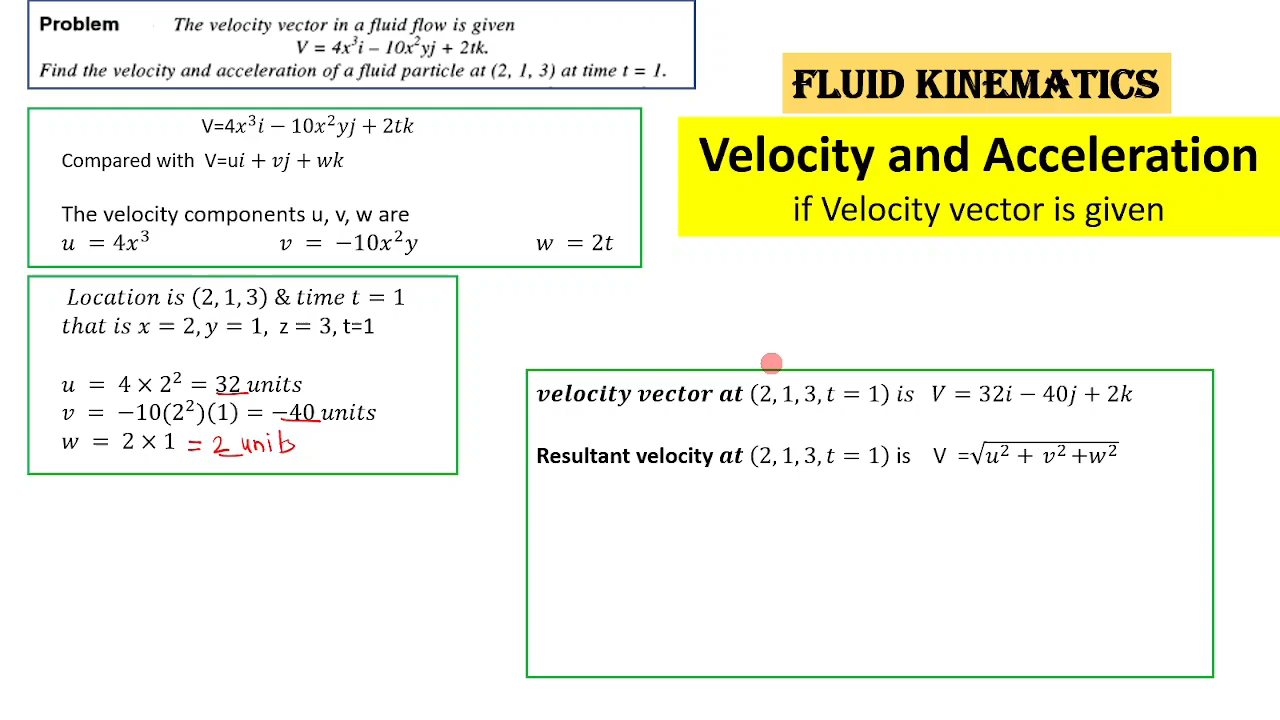 Problem The velocity vector in a fluid flow is given
V = 4x³i – 10x²yj + 2tk.
Find the velocity and acceleration of a fluid particle at (2, 1, 3) at time t = 1.
FLUID KINEMATICS
Velocity and Acceleration
if Velocity vector is given
V=4x³i − 10x²yj + 2tk
Compared with V=ui + vj + wk
The velocity components u, v, w are
u = 4x³ v = −10x²y w = 2t
Location is (2, 1, 3) & time t = 1
that is x = 2, y = 1, z = 3, t=1
u = 4 × 2² = 32 units
v = −10(2²)(1) = −40 units
w = 2 × 1 = 2 units
velocity vector at (2, 1, 3, t = 1) is V = 32i − 40j + 2k
Resultant velocity at (2, 1, 3, t = 1) is V =√u² + v² +w²